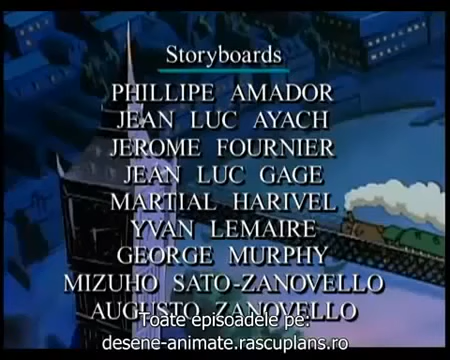 Storyboards
PHILLIPE AMADOR
JEAN LUC AYACH
JEROME FOURNIER
JEAN LUC GAGE
MARTIAL HARIVEL
YVAN LEMAIRE
GEORGE MURPHY
MIZUHO SATO-ZANOVELLO
AUGUSTO ZANOVELLO
Toate episoadele pe:
desene-animate.rascuplans.ro